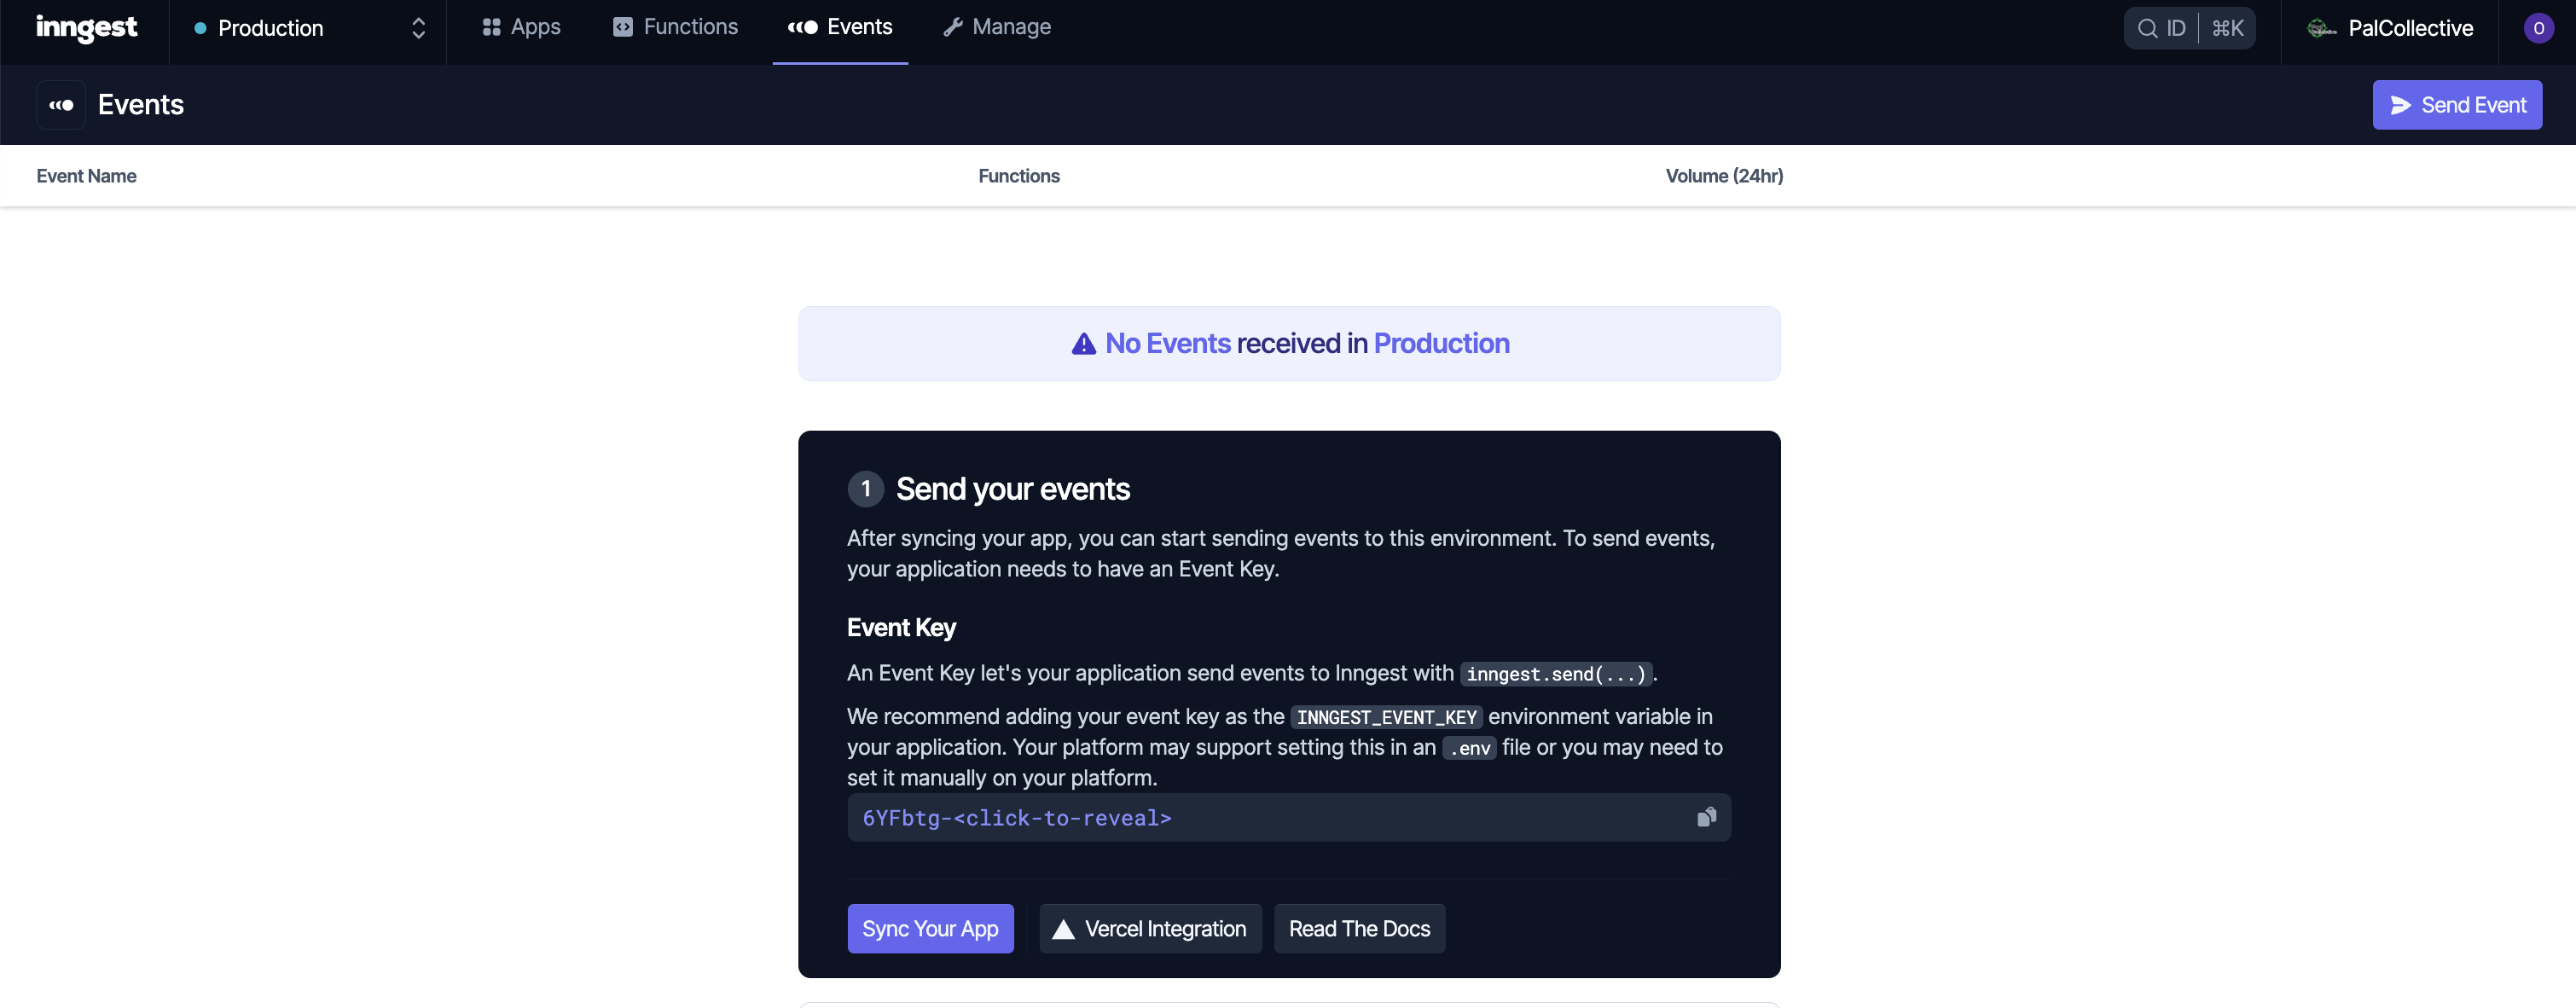 inngest
Production
Apps
Functions
Events
Manage
ID
⌘K
PalCollective
O
Events
Send Event
Event Name
Functions
Volume (24hr)
No Events received in Production
1
Send your events
After syncing your app, you can start sending events to this environment. To send events,
your application needs to have an Event Key.
Event Key
An Event Key let's your application send events to Inngest with inngest.send(...).
We recommend adding your event key as the INNGEST_EVENT_KEY environment variable in
your application. Your platform may support setting this in an .env file or you may need to
set it manually on your platform.
6YFbtg-<click-to-reveal>
Sync Your App
Vercel Integration
Read The Docs